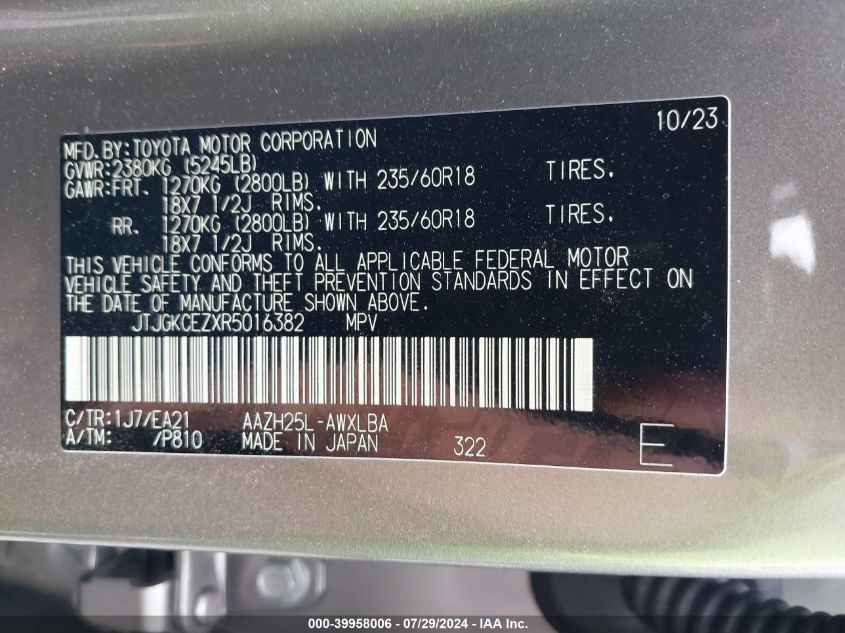 10/23
MFD.BY:TOYOTA MOTOR CORPORATION
GVWR:2380KG (5245LB)
GAWR:FRT. 1270KG (2800LB) WITH 235/60R18 TIRES.
18X7 1/2J RIMS.
RR. 1270KG (2800LB) WITH 235/60R18 TIRES.
18X7 1/2J RIMS.
THIS VEHICLE CONFORMS TO ALL APPLICABLE FEDERAL MOTOR
VEHICLE SAFETY AND THEFT PREVENTION STANDARDS IN EFFECT ON
THE DATE OF MANUFACTURE SHOWN ABOVE.
JTJGKCEZXR5016382 MPV
C/TR:1J7/EA21 AAZH25L-AWXLBA
A/TM: /P810 MADE IN JAPAN 322 E
000-39958006 - 07/29/2024 - IAA Inc.